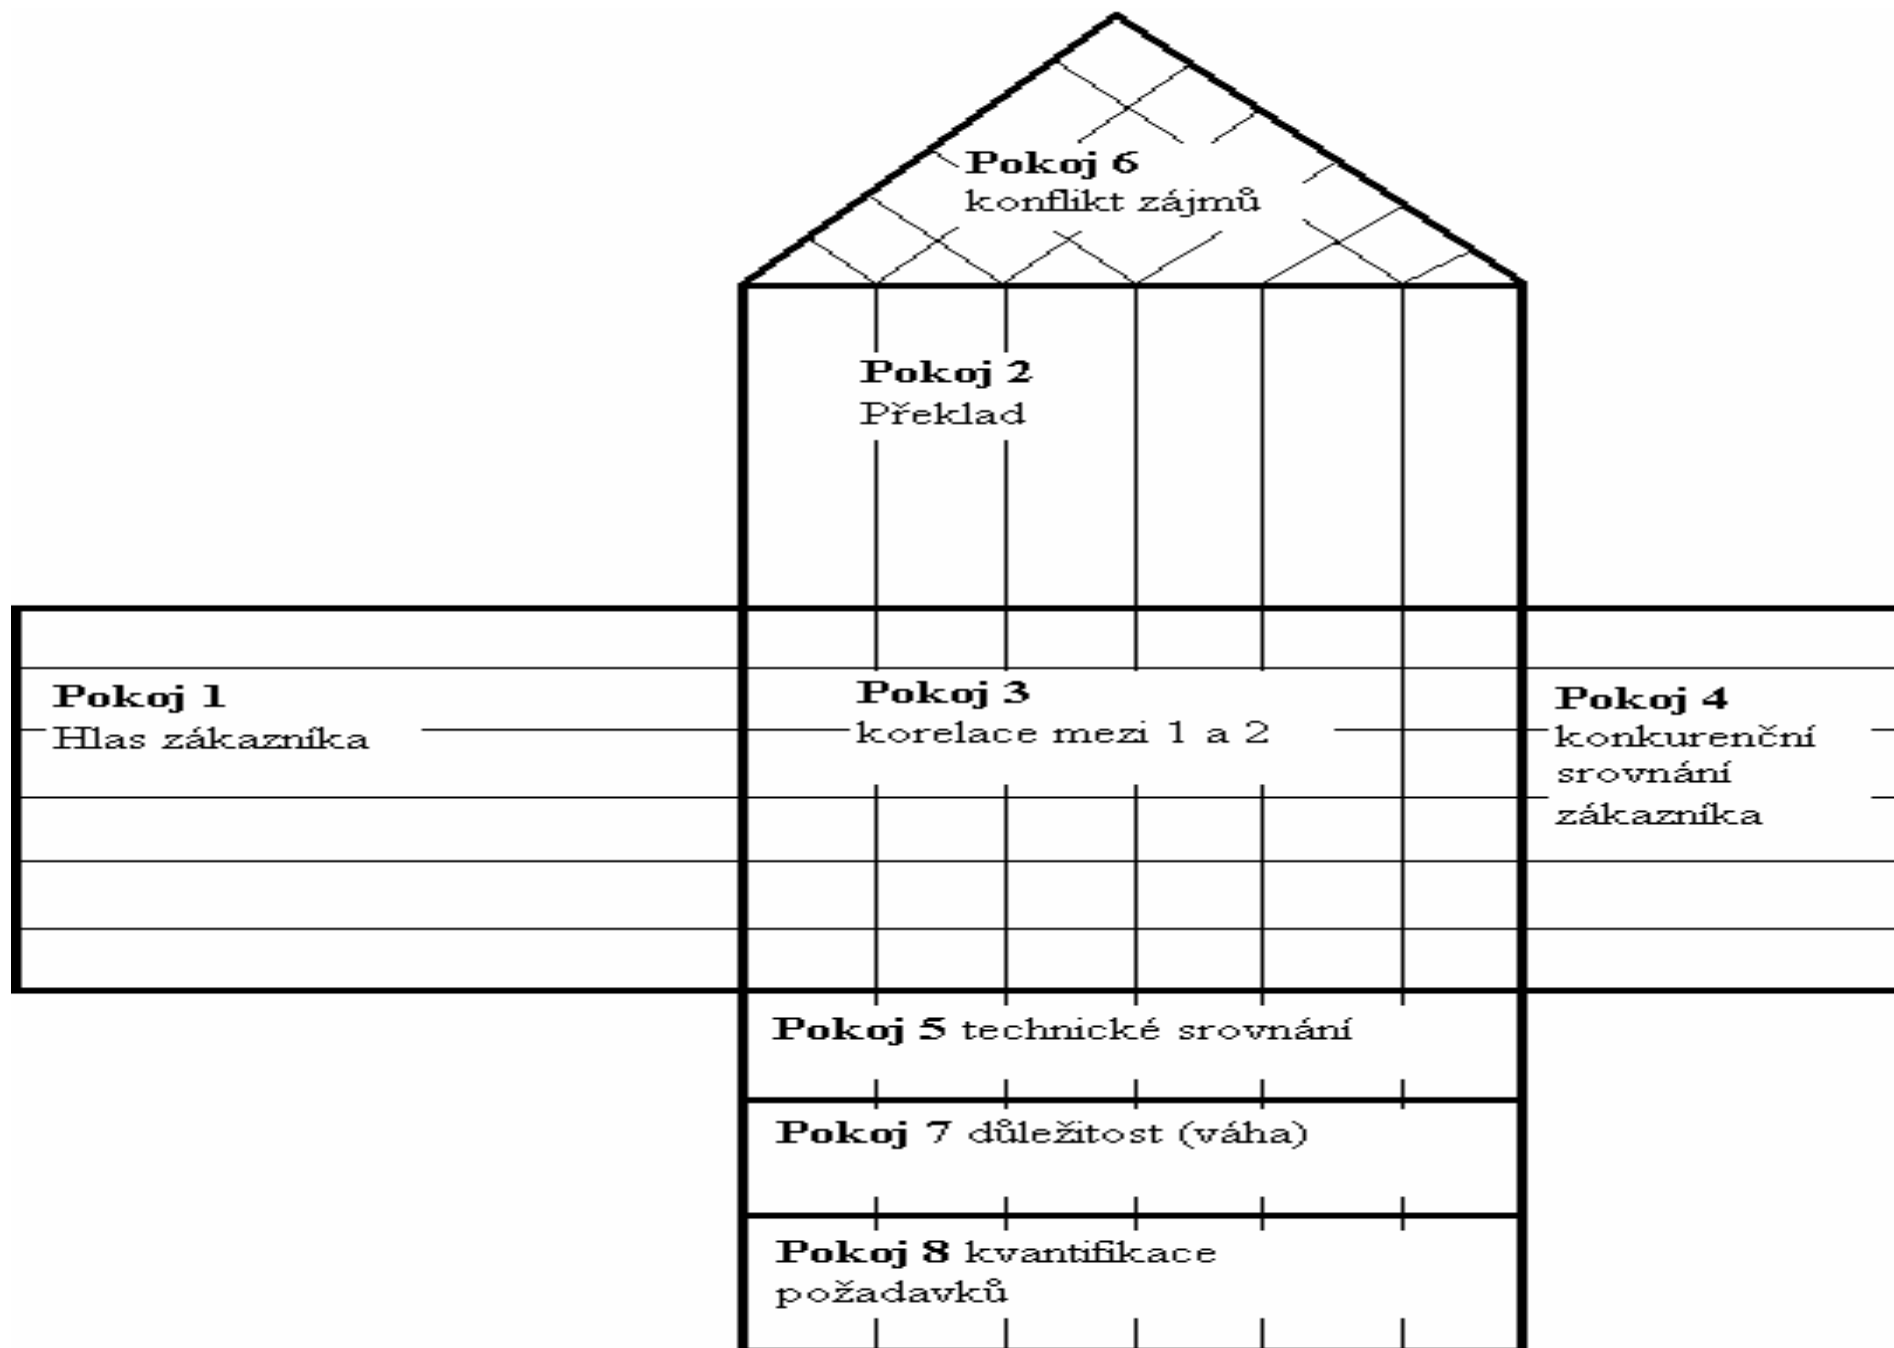 Pokoj 6
konflikt zájmů
Pokoj 2
Překlad
Pokoj 1
Hlas zákazníka
Pokoj 3
korelace mezi 1 a 2
Pokoj 4
konkurenční
srovnání
zákazníka
Pokoj 5 technické srovnání
Pokoj 7 důležitost (váha)
Pokoj 8 kvantifikace
požadavků